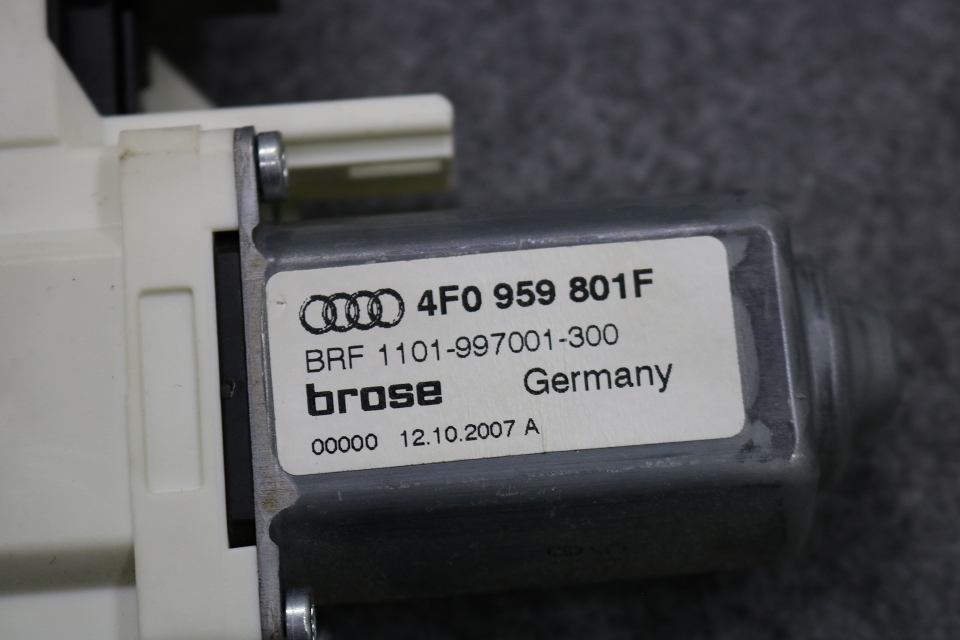 4F0 959 801F
BRF 1101-997001-300
brose Germany
00000 12.10.2007 A